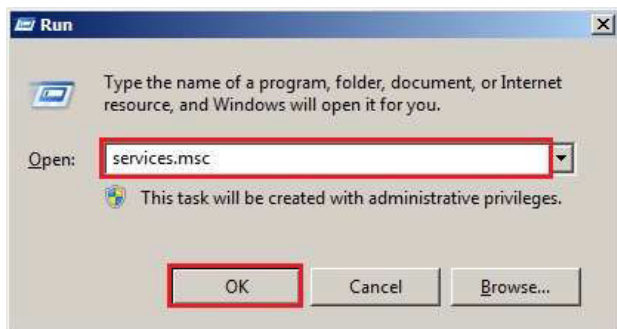 Run
Type the name of a program, folder, document, or Internet
resource, and Windows will open it for you.
Open: services.msc
This task will be created with administrative privileges.
OK Cancel Browse...